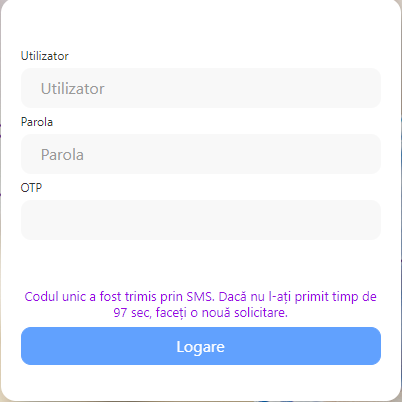 Utilizator
Utilizator
Parola
Parola
OTP
Codul unic a fost trimis prin SMS. Dacă nu l-ați primit timp de
97 sec, faceți o nouă solicitare.
Logare